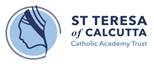 ST TERESA
of CALCUTTA
Catholic Academy Trust